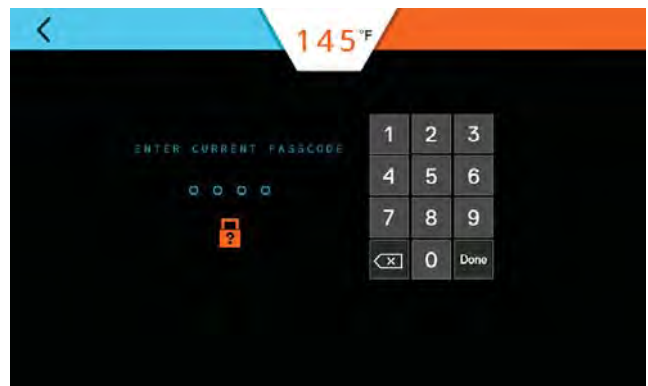 145°F
ENTER CURRENT PASSCODE
1 2 3
4 5 6
7 8 9
0 Done
?